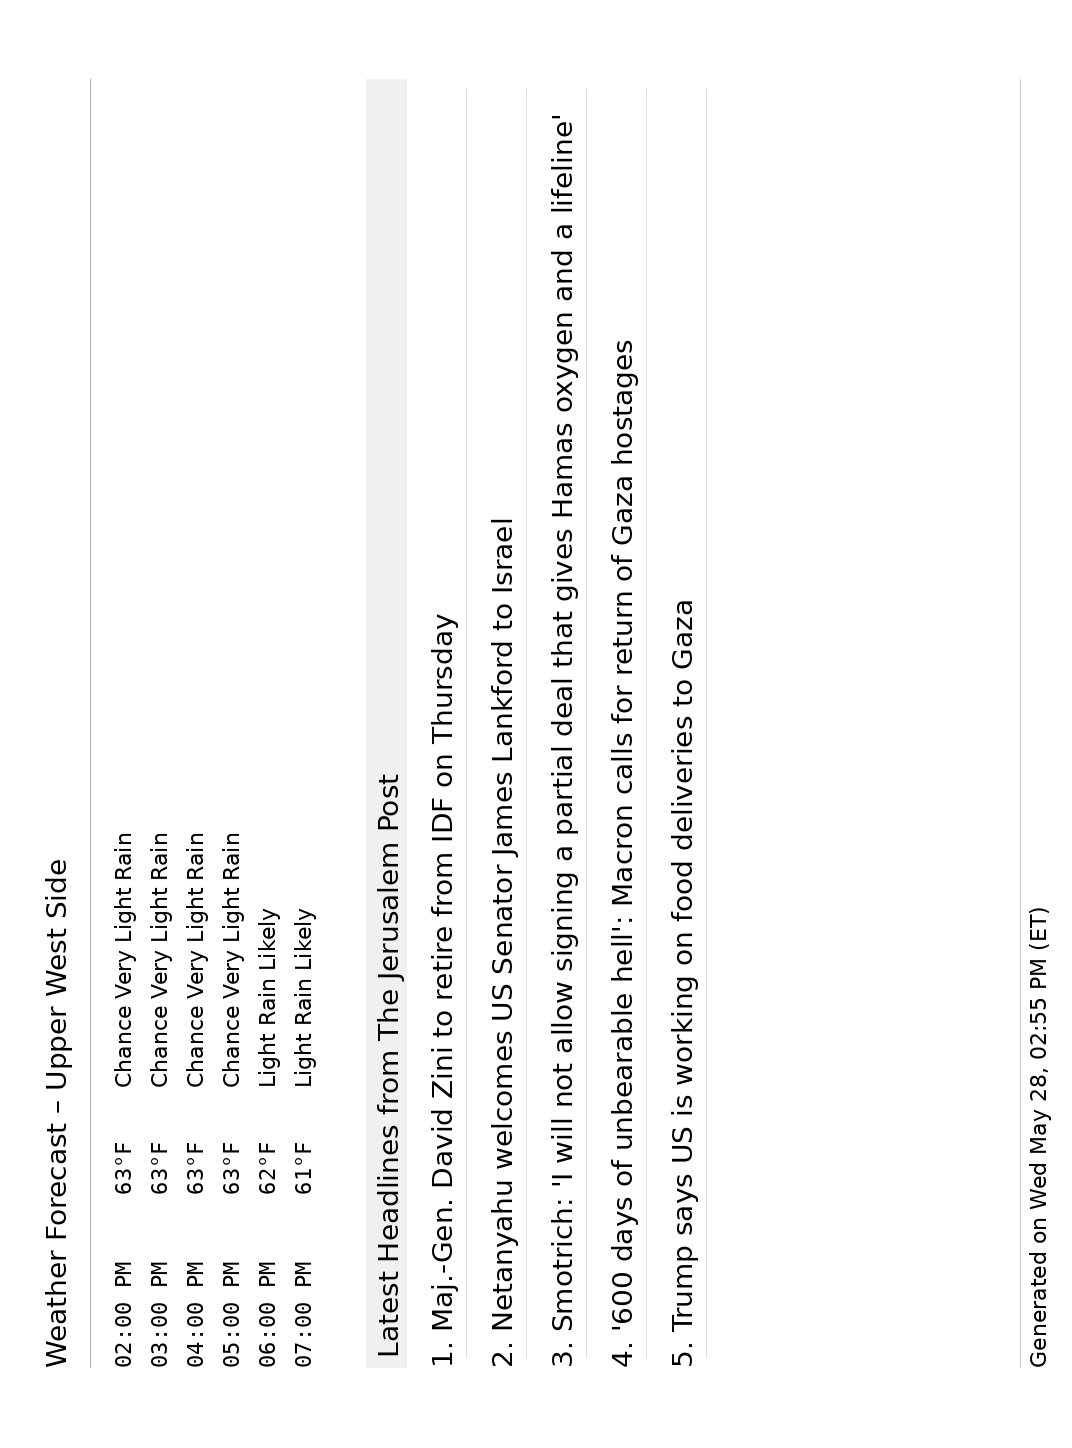 Weather Forecast – Upper West Side
02:00 PM 63°F Chance Very Light Rain
03:00 PM 63°F Chance Very Light Rain
04:00 PM 63°F Chance Very Light Rain
05:00 PM 63°F Chance Very Light Rain
06:00 PM 62°F Light Rain Likely
07:00 PM 61°F Light Rain Likely
Latest Headlines from The Jerusalem Post
1. Maj.-Gen. David Zini to retire from IDF on Thursday
2. Netanyahu welcomes US Senator James Lankford to Israel
3. Smotrich: 'I will not allow signing a partial deal that gives Hamas oxygen and a lifeline'
4. '600 days of unbearable hell': Macron calls for return of Gaza hostages
5. Trump says US is working on food deliveries to Gaza
Generated on Wed May 28, 02:55 PM (ET)